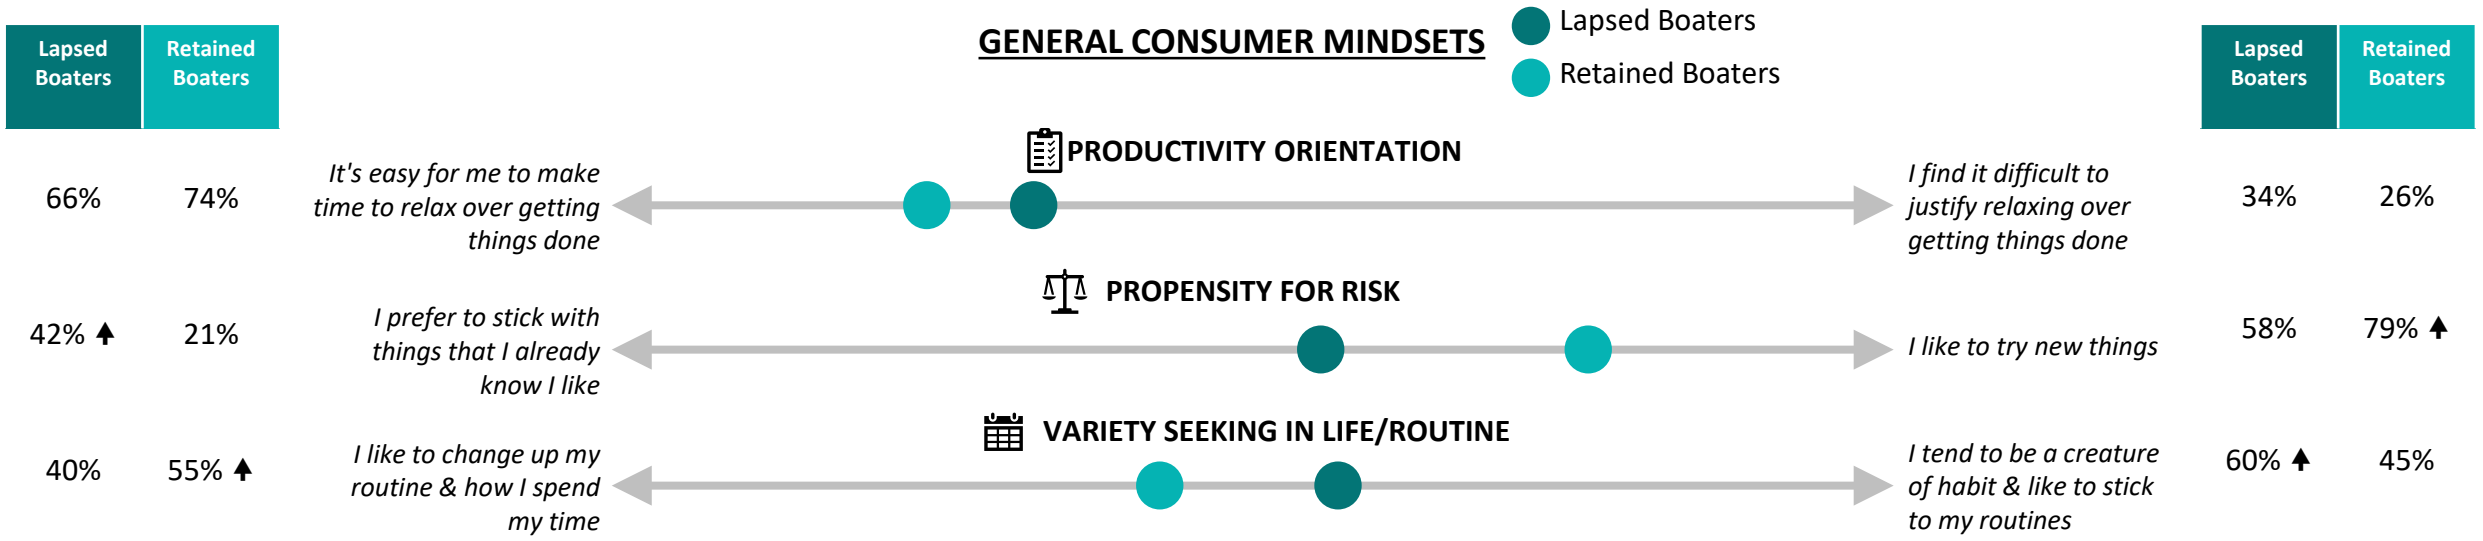 GENERAL CONSUMER MINDSETS
Lapsed Boaters
Retained Boaters
Lapsed
Boaters
Retained
Boaters
Lapsed
Boaters
Retained
Boaters
PRODUCTIVITY ORIENTATION
66%
74%
It's easy for me to make
time to relax over getting
things done
I find it difficult to
justify relaxing over
getting things done
34%
26%
PROPENSITY FOR RISK
42%
21%
I prefer to stick with
things that I already
know I like
I like to try new things
58%
79%
VARIETY SEEKING IN LIFE/ROUTINE
40%
55%
I like to change up my
routine & how I spend
my time
I tend to be a creature
of habit & like to stick
to my routines
60%
45%